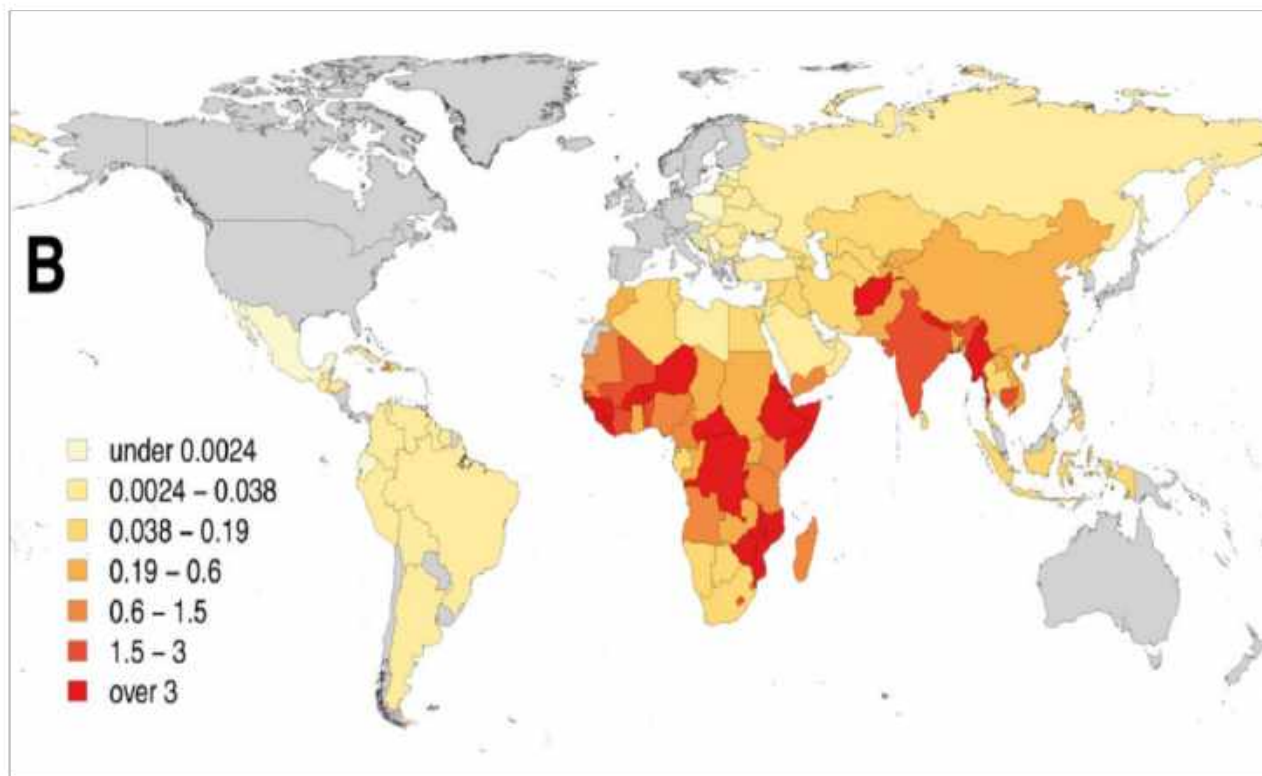 B
under 0.0024
0.0024 – 0.038
0.038 – 0.19
0.19 – 0.6
0.6 – 1.5
1.5 – 3
over 3